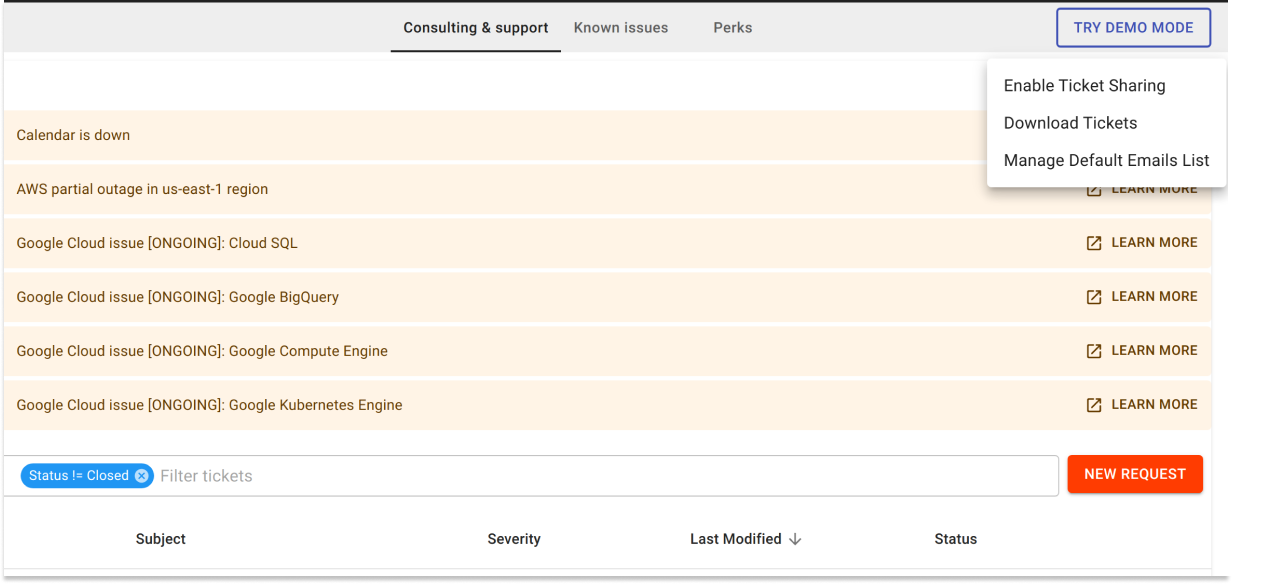 Consulting & support Known issues Perks TRY DEMO MODE
Enable Ticket Sharing
Download Tickets
Manage Default Emails List
Calendar is down
AWS partial outage in us-east-1 region LEARN MORE
Google Cloud issue [ONGOING]: Cloud SQL LEARN MORE
Google Cloud issue [ONGOING]: Google BigQuery LEARN MORE
Google Cloud issue [ONGOING]: Google Compute Engine LEARN MORE
Google Cloud issue [ONGOING]: Google Kubernetes Engine LEARN MORE
Status != Closed Filter tickets NEW REQUEST
Subject Severity Last Modified Status